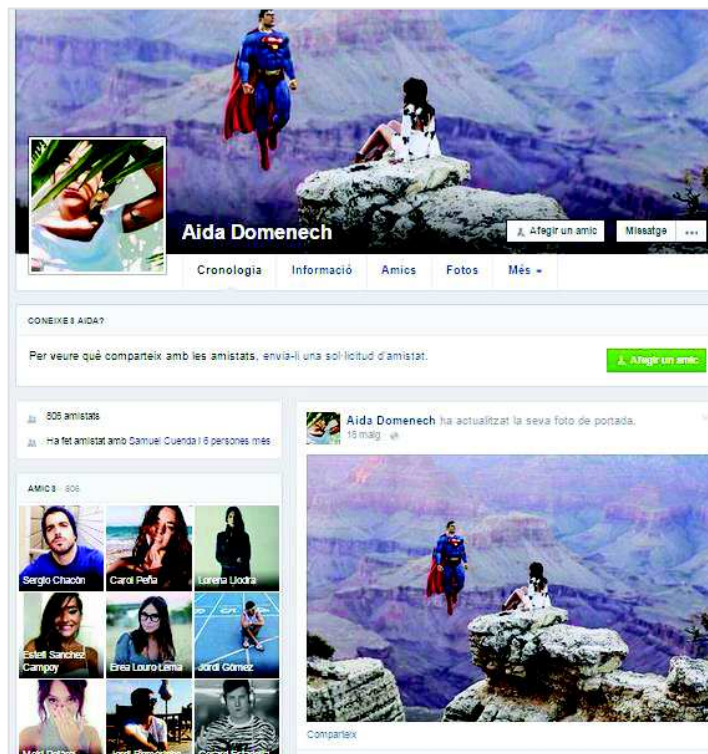 Aida Domenech
Afegir un amic
Missatge
Cronologia
Informació
Amics
Fotos
Més
CONEIXES AIDA?
Per veure què comparteix amb les amistats, envia-li una sol·licitud d'amistat.
Afegir un amic
606 amistats
Ha fet amistat amb Samuel Cuenda i 6 persones més
AMICS · 606
Sergio Chacón
Carol Peña
Lorena Llodrá
Estell Sanchez
Campoy
Erea Louro Lema
Jordi Gómez
Aida Domenech ha actualitzat la seva foto de portada.
16 maig
Comparteix